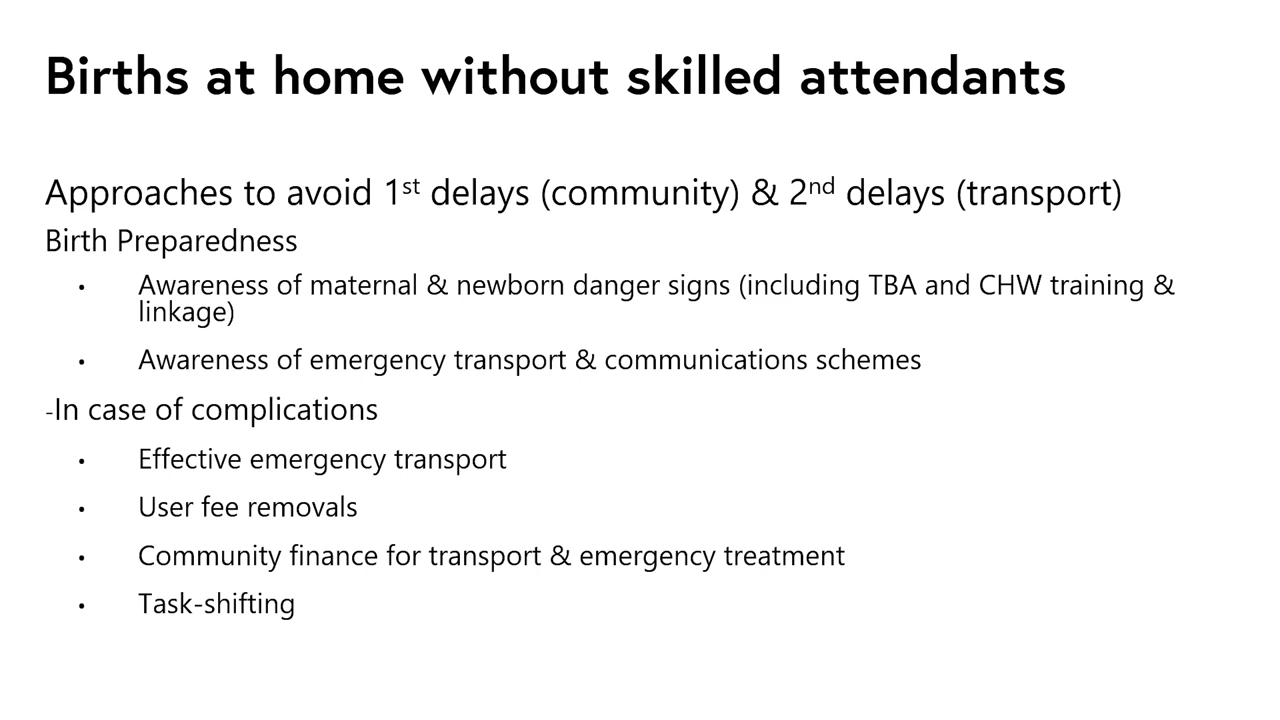 Births at home without skilled attendants
Approaches to avoid 1st delays (community) & 2nd delays (transport)
Birth Preparedness
• Awareness of maternal & newborn danger signs (including TBA and CHW training &
linkage)
• Awareness of emergency transport & communications schemes
-In case of complications
• Effective emergency transport
• User fee removals
• Community finance for transport & emergency treatment
• Task-shifting